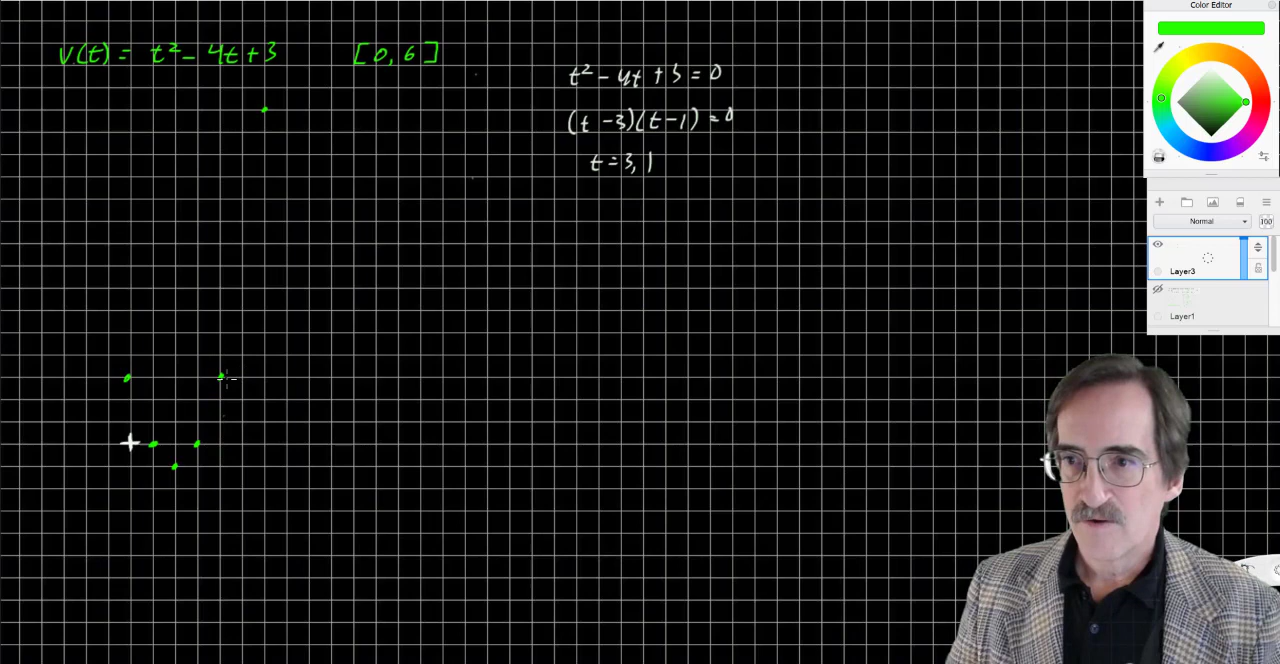 v(t) = t² - 4t + 3 [0, 6]
t² - 4t + 3 = 0
(t - 3)(t - 1) = 0
t = 3, 1
Color Editor
Normal
100
Layer3
Layer1